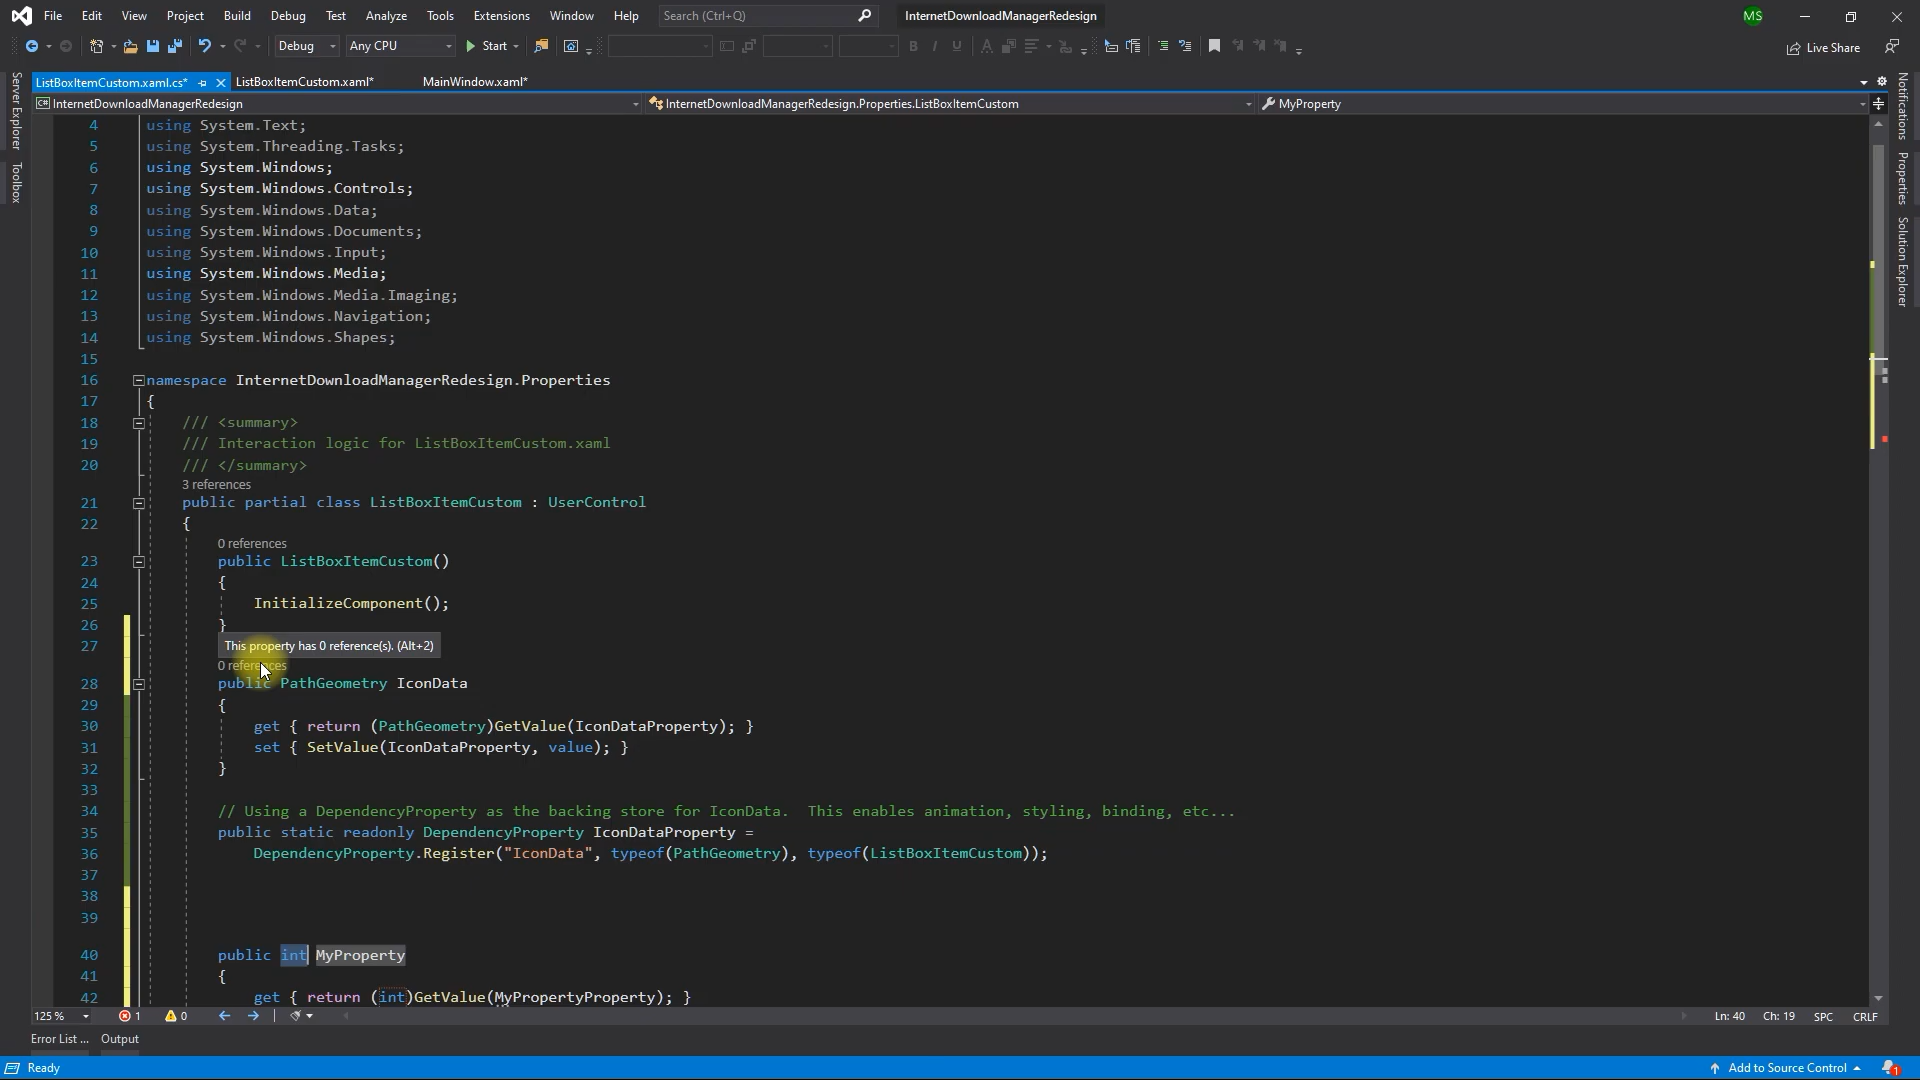 File Edit View Project Build Debug Test Analyze Tools Extensions Window Help Search (Ctrl+Q) InternetDownloadManagerRedesign MS
Debug Any CPU Start Live Share
ListBoxItemCustom.xaml.cs* ListBoxItemCustom.xaml* MainWindow.xaml*
InternetDownloadManagerRedesign InternetDownloadManagerRedesign.Properties.ListBoxItemCustom MyProperty
Server Explorer
Toolbox
Notifications
Properties
Solution Explorer
4 using System.Text;
5 using System.Threading.Tasks;
6 using System.Windows;
7 using System.Windows.Controls;
8 using System.Windows.Data;
9 using System.Windows.Documents;
10 using System.Windows.Input;
11 using System.Windows.Media;
12 using System.Windows.Media.Imaging;
13 using System.Windows.Navigation;
14 using System.Windows.Shapes;
15
16 namespace InternetDownloadManagerRedesign.Properties
17 {
18 /// <summary>
19 /// Interaction logic for ListBoxItemCustom.xaml
20 /// </summary>
3 references
21 public partial class ListBoxItemCustom : UserControl
22 {
0 references
23 public ListBoxItemCustom()
24 {
25 InitializeComponent();
26 }
27 This property has 0 reference(s). (Alt+2)
0 references
28 public PathGeometry IconData
29 {
30 get { return (PathGeometry)GetValue(IconDataProperty); }
31 set { SetValue(IconDataProperty, value); }
32 }
33
34 // Using a DependencyProperty as the backing store for IconData.  This enables animation, styling, binding, etc...
35 public static readonly DependencyProperty IconDataProperty =
36 DependencyProperty.Register("IconData", typeof(PathGeometry), typeof(ListBoxItemCustom));
37
38
39
40 public int MyProperty
41 {
42 get { return (int)GetValue(MyPropertyProperty); }
125 % 1 0 Ln: 40 Ch: 19 SPC CRLF
Error List ... Output
Ready Add to Source Control 1